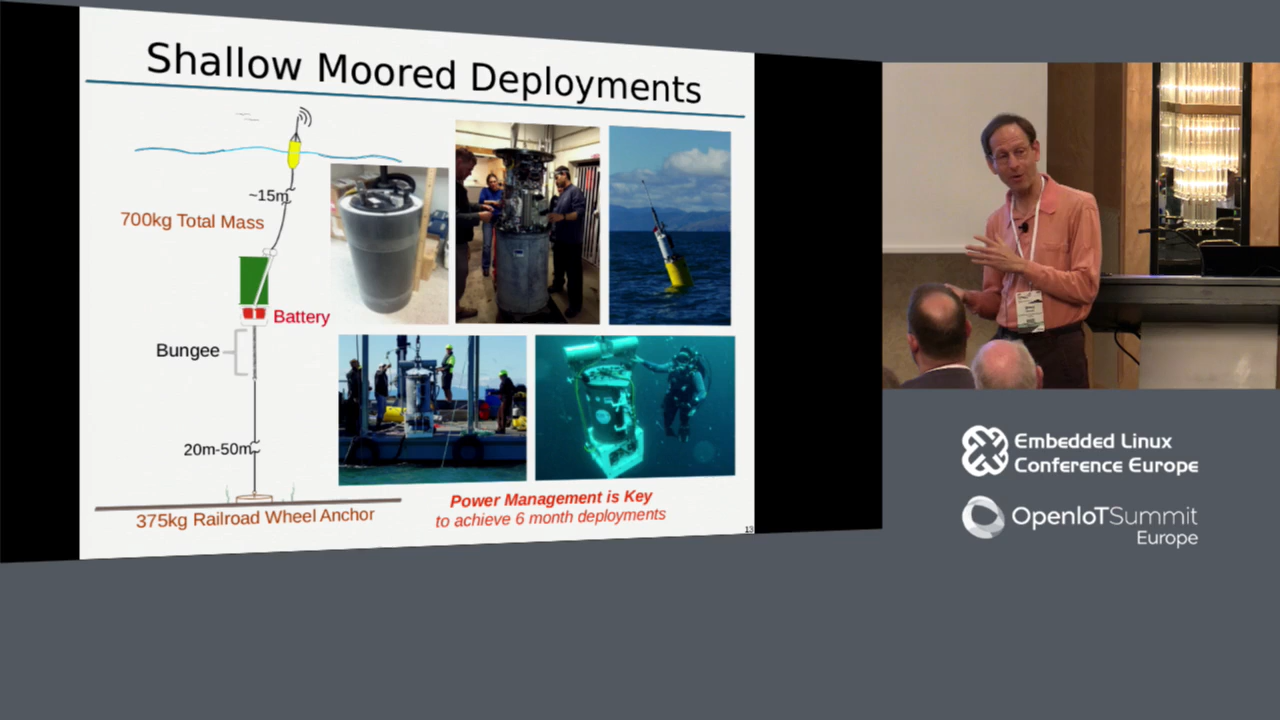 Shallow Moored Deployments
~15m
700kg Total Mass
Battery
Bungee
20m-50m
375kg Railroad Wheel Anchor
Power Management is Key
to achieve 6 month deployments
13
Embedded Linux
Conference Europe
OpenIoTSummit
Europe